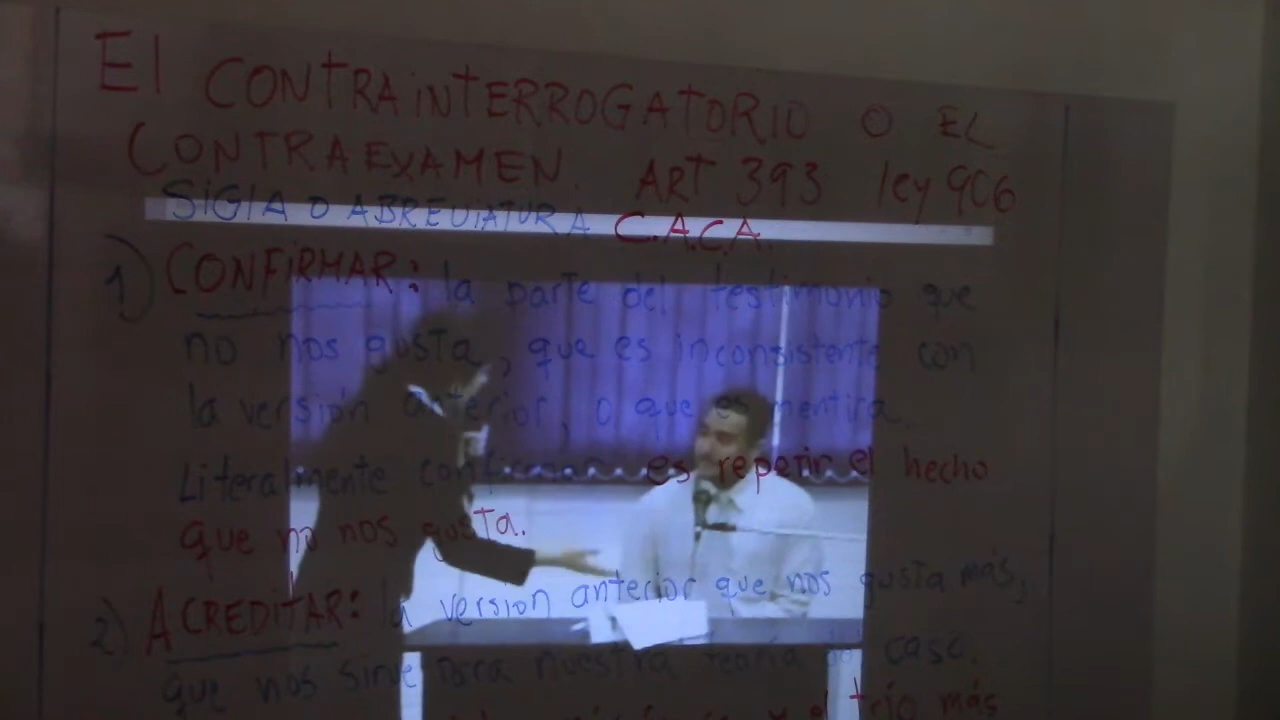 El CONTRAINTERROGATORIO O EL
CONTRAEXAMEN. ART 393 ley 906
SIGLA O ABREVIATURA C.A.C.A.
1) CONFIRMAR: la parte del testimonio que
no nos gusta, que es inconsistente con
la versión anterior, o que es mentira.
Literalmente confirmar es repetir el hecho
que no nos gusta.
2) ACREDITAR: la versión anterior que nos gusta más,
que nos sirve para nuestra teoría del caso.
y el trío más